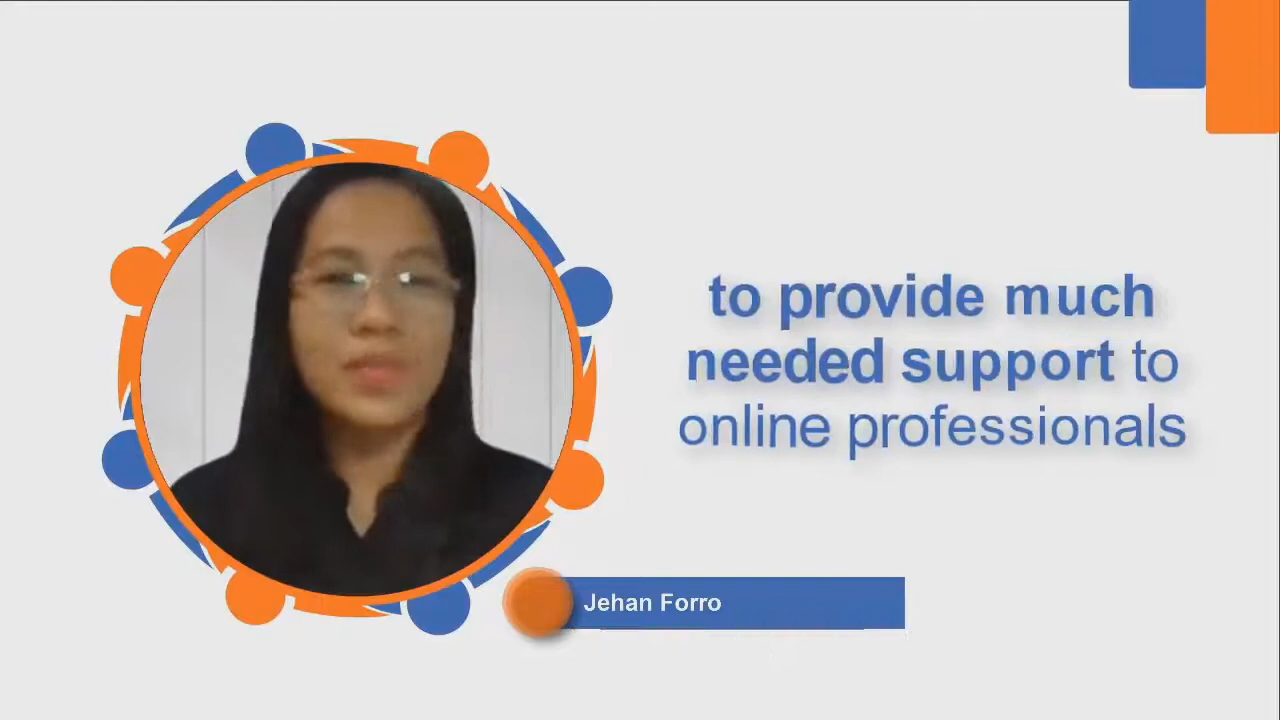 to provide much
needed support to
online professionals
Jehan Forro